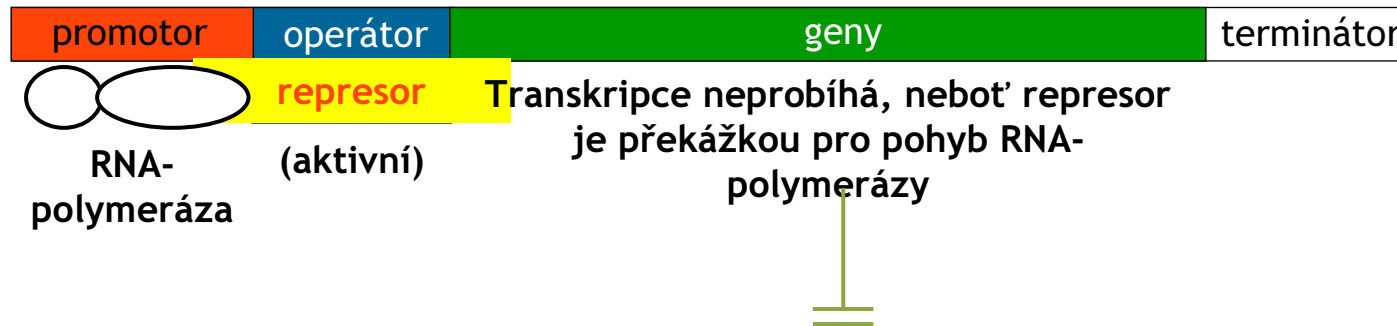 promotor operátor geny terminátor
represor
(aktivní)
RNA-
polymeráza
Transkripce neprobíhá, neboť represor
je překážkou pro pohyb RNA-
polymerázy